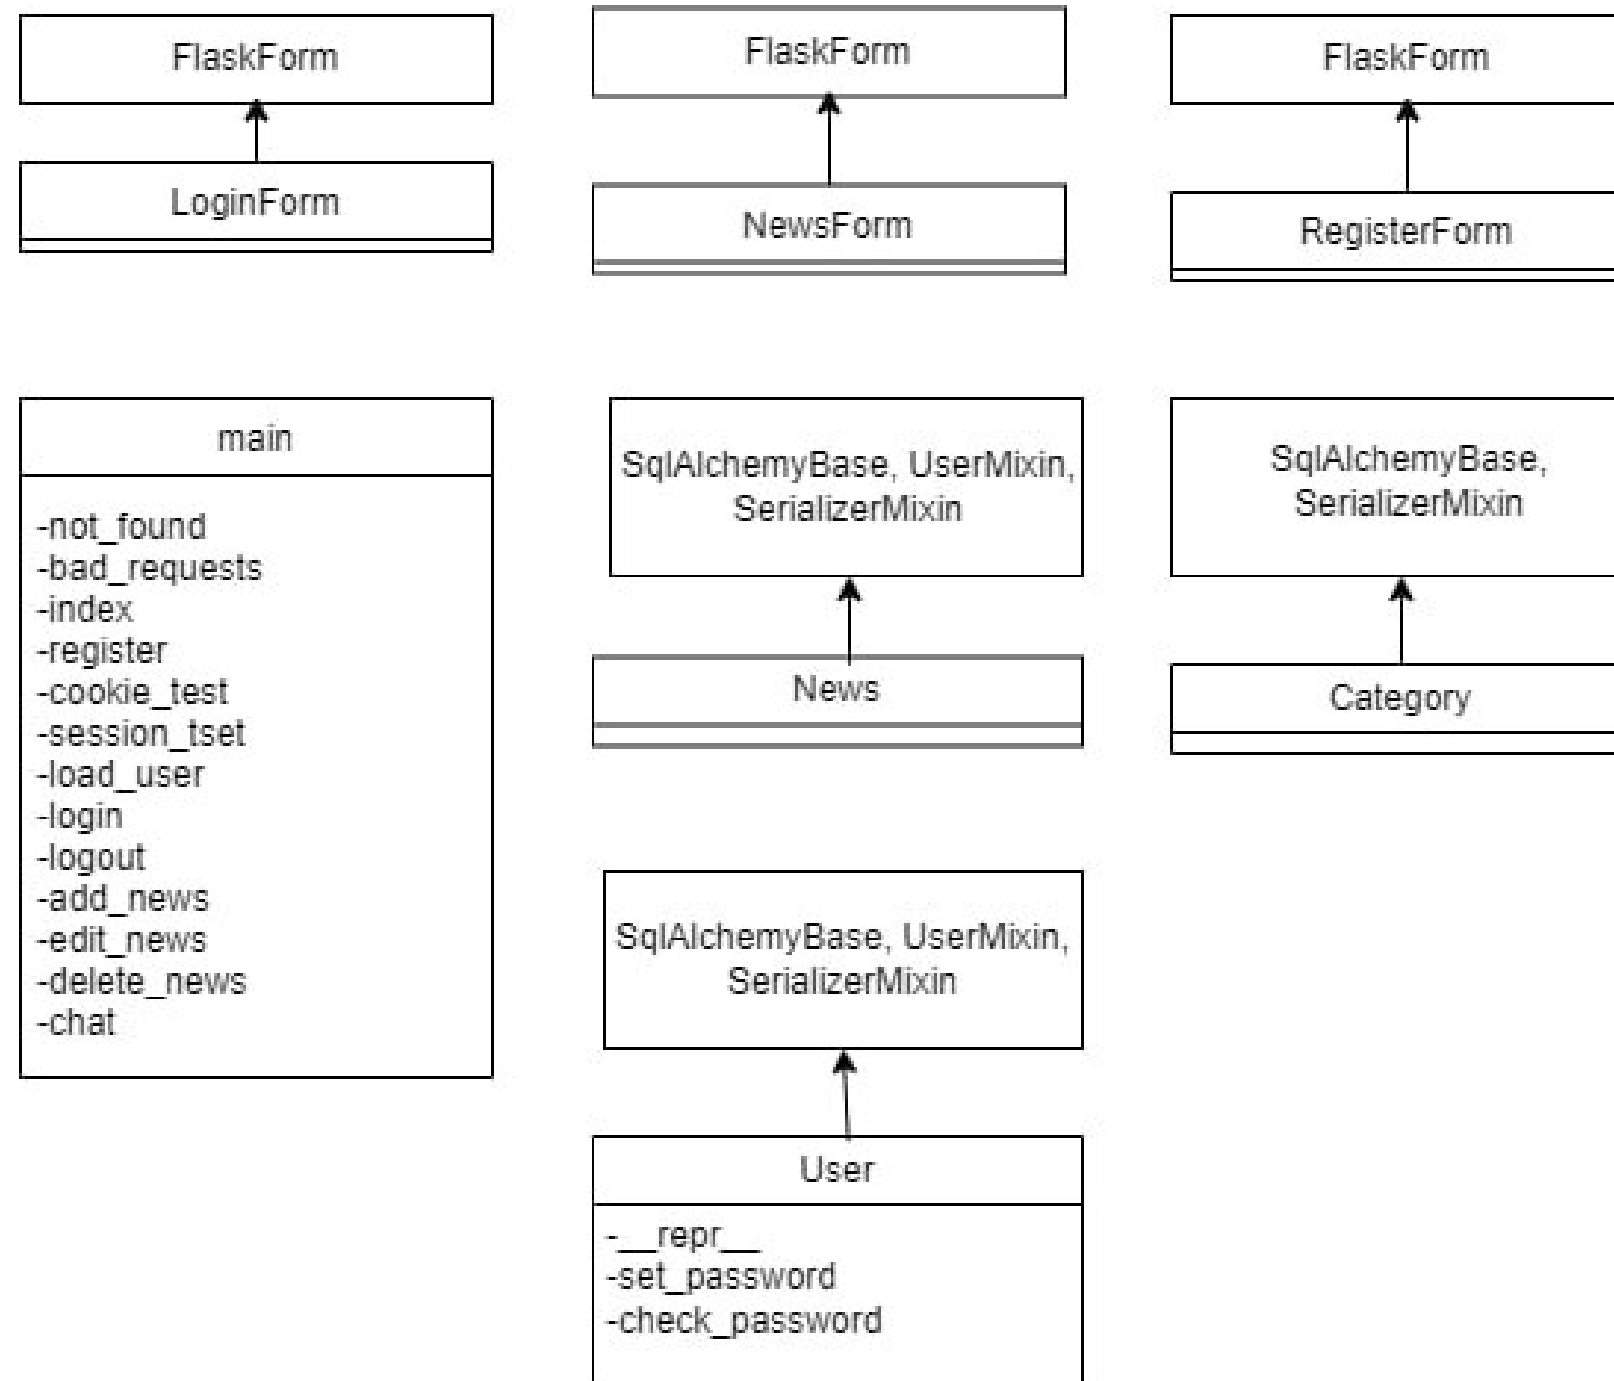 FlaskForm
LoginForm
FlaskForm
NewsForm
FlaskForm
RegisterForm
main
-not_found
-bad_requests
-index
-register
-cookie_test
-session_tset
-load_user
-login
-logout
-add_news
-edit_news
-delete_news
-chat
SqlAlchemyBase, UserMixin,
SerializerMixin
News
SqlAlchemyBase,
SerializerMixin
Category
SqlAlchemyBase, UserMixin,
SerializerMixin
User
-__repr__
-set_password
-check_password